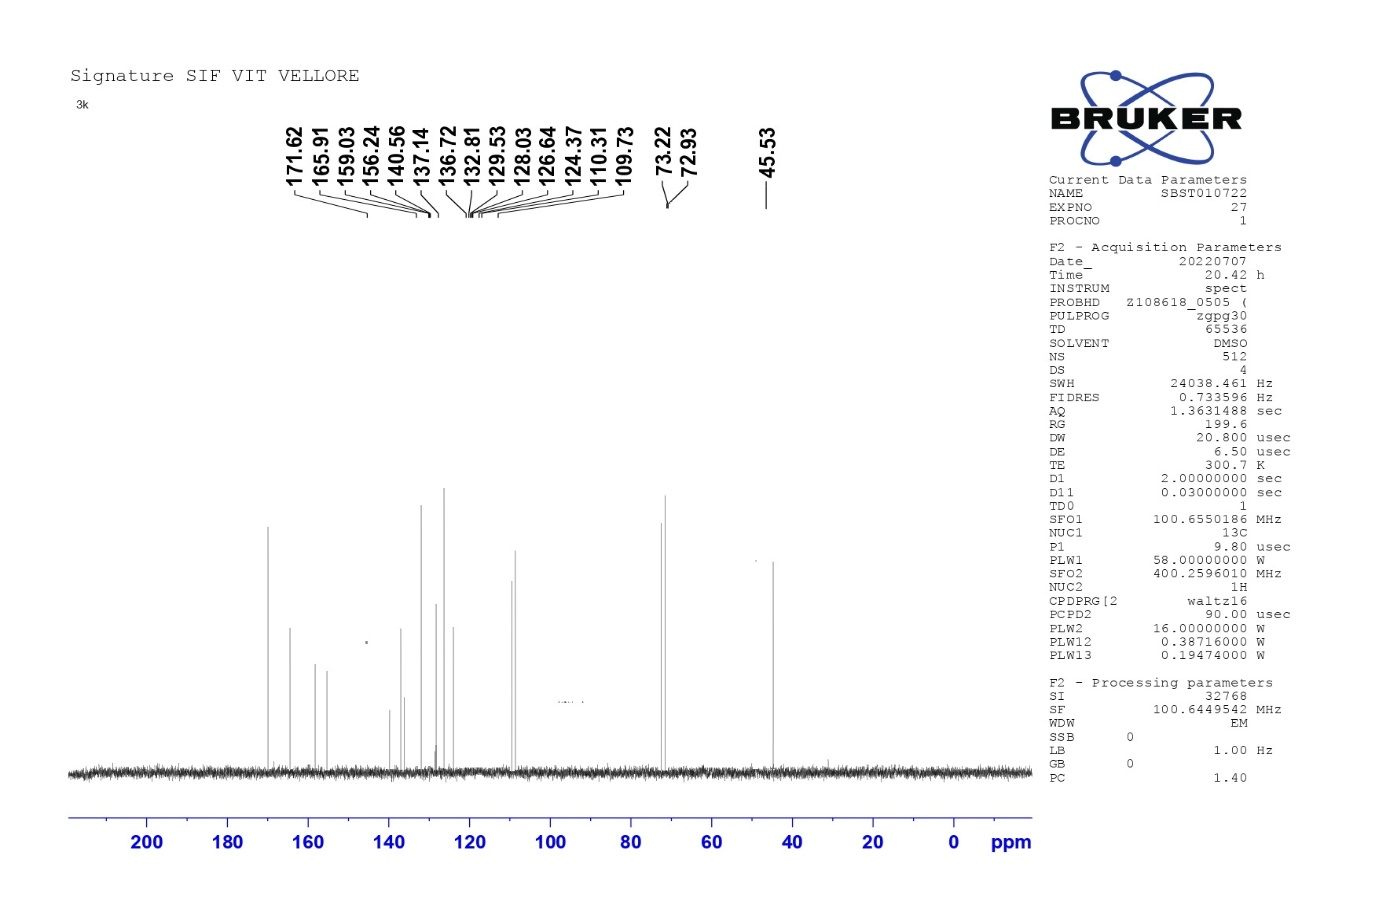 Signature SIF VIT VELLORE
3k
171.62
165.91
159.03
156.24
140.56
137.14
136.72
132.81
129.53
128.03
126.64
124.37
110.31
109.73
73.22
72.93
45.53
BRUKER
Current Data Parameters
NAME SBST010722
EXPNO 27
PROCNO 1
F2 - Acquisition Parameters
Date_ 20220707
Time 20.42 h
INSTRUM spect
PROBHD Z108618_0505 (
PULPROG zgpg30
TD 65536
SOLVENT DMSO
NS 512
DS 4
SWH 24038.461 Hz
FIDRES 0.733596 Hz
AQ 1.3631488 sec
RG 199.6
DW 20.800 usec
DE 6.50 usec
TE 300.7 K
D1 2.00000000 sec
D11 0.03000000 sec
TD0 1
SFO1 100.6550186 MHz
NUC1 13C
P1 9.80 usec
PLW1 58.00000000 W
SFO2 400.2596010 MHz
NUC2 1H
CPDPRG[2 waltz16
PCPD2 90.00 usec
PLW2 16.00000000 W
PLW12 0.38716000 W
PLW13 0.19474000 W
F2 - Processing parameters
SI 32768
SF 100.6449542 MHz
WDW EM
SSB 0
LB 1.00 Hz
GB 0
PC 1.40
200 180 160 140 120 100 80 60 40 20 0 ppm